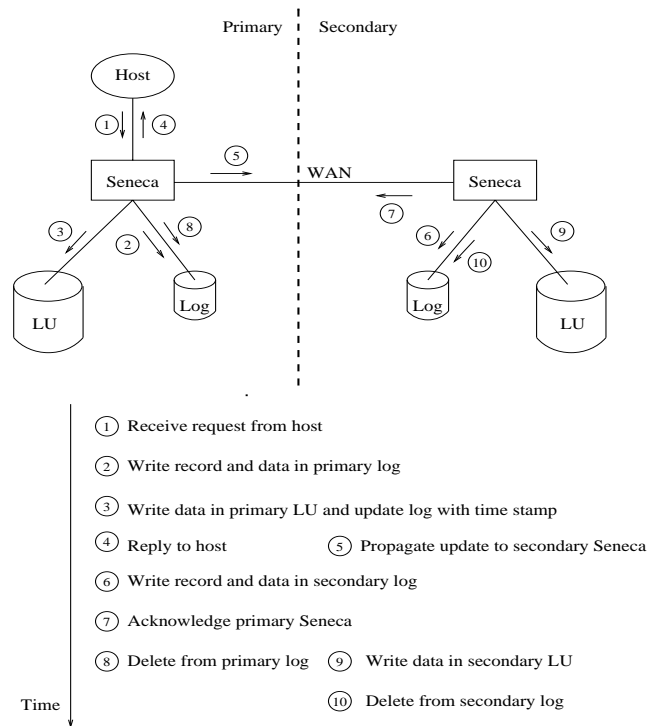 Primary Secondary
Host
1 4
5
WAN
Seneca Seneca
7
3 2 8 6 10 9
LU Log Log LU
1 Receive request from host
2 Write record and data in primary log
3 Write data in primary LU and update log with time stamp
4 Reply to host 5 Propagate update to secondary Seneca
6 Write record and data in secondary log
7 Acknowledge primary Seneca
8 Delete from primary log 9 Write data in secondary LU
Time 10 Delete from secondary log